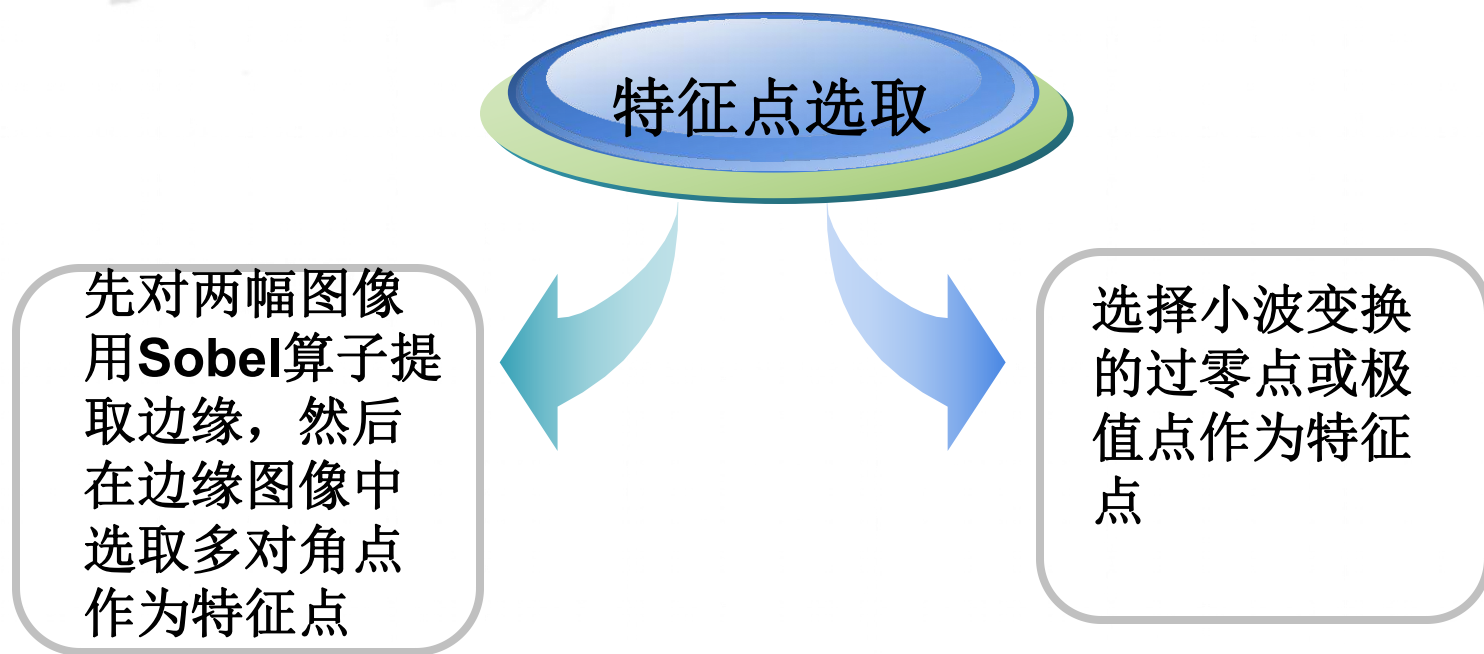 特征点选取
先对两幅图像
用Sobel算子提
取边缘，然后
在边缘图像中
选取多对角点
作为特征点
选择小波变换
的过零点或极
值点作为特征
点